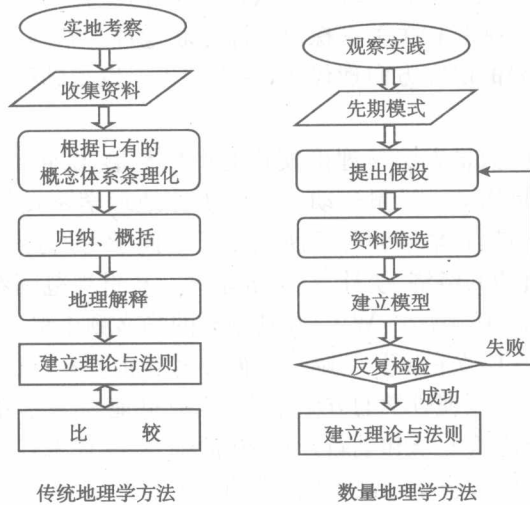 实地考察
收集资料
根据已有的
概念体系条理化
归纳、概括
地理解释
建立理论与法则
比 较
传统地理学方法
观察实践
先期模式
提出假设
资料筛选
建立模型
反复检验
失败
成功
建立理论与法则
数量地理学方法